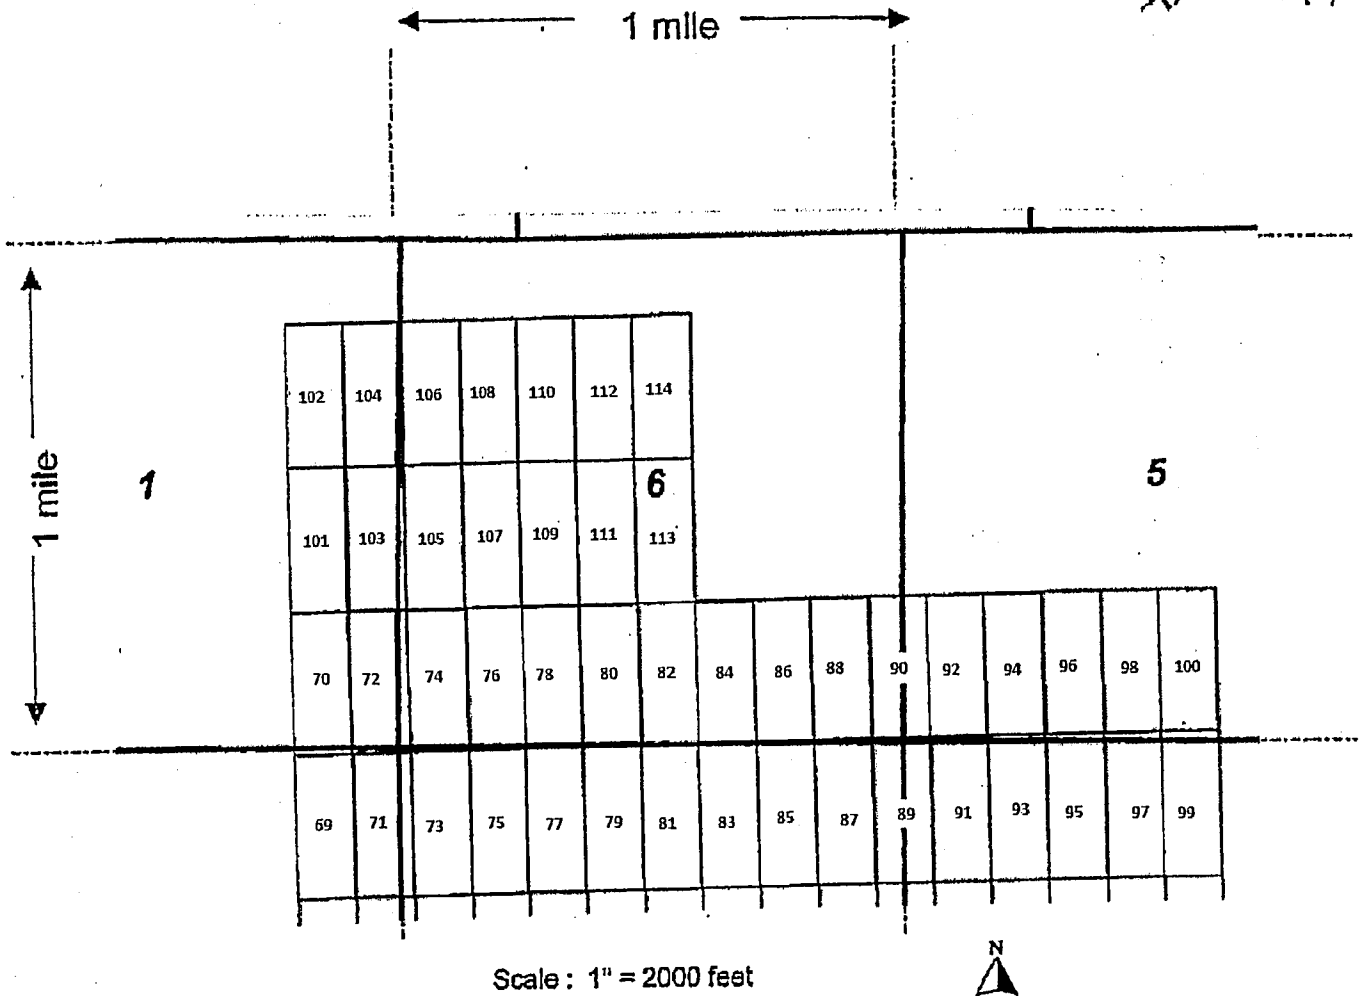 1 mile
102 104 106 108 110 112 114
1 mile
1 6 5
101 103 105 107 109 111 113
70 72 74 76 78 80 82 84 86 88 90 92 94 96 98 100
69 71 73 75 77 79 81 83 85 87 89 91 93 95 97 99
N
Scale : 1" = 2000 feet